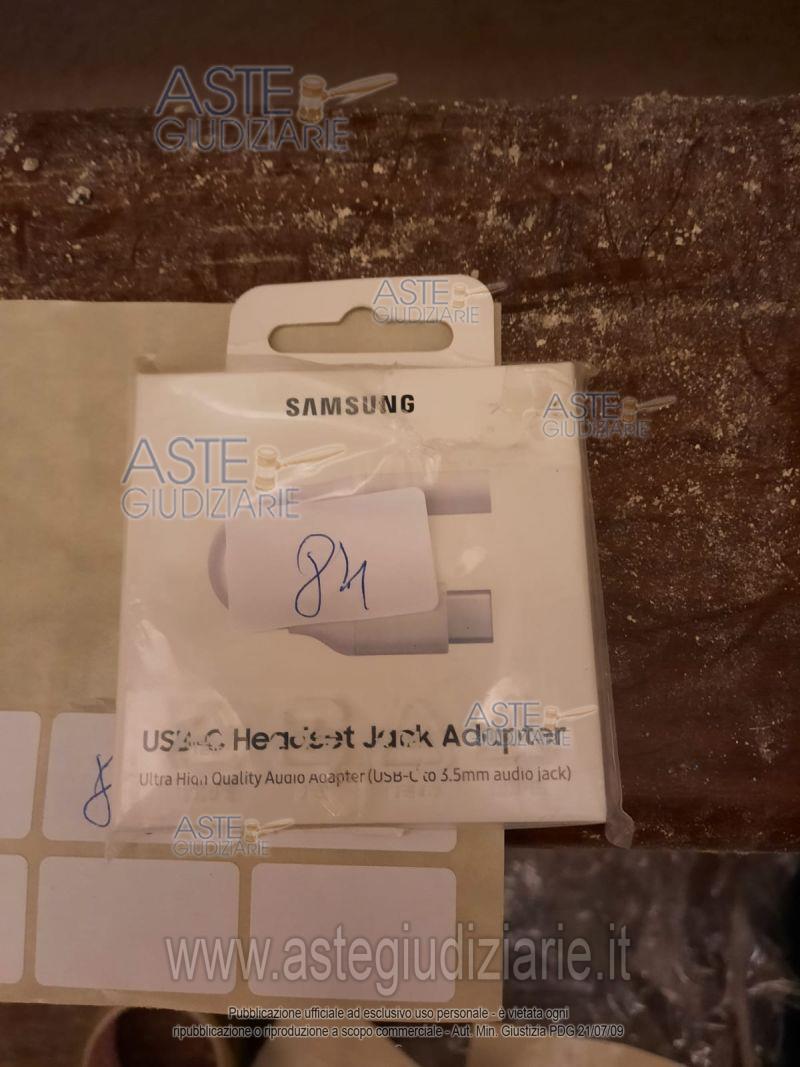 ASTE
GIUDIZIARIE
ASTE
GIUDIZIARIE
SAMSUNG
ASTE
GIUDIZIARIE
ASTE
GIUDIZIARIE
84
ASTE
GIUDIZIARIE
USB-C Headset Jack Adapter
Ultra High Quality Audio Adapter (USB-C to 3.5mm audio jack)
ASTE
GIUDIZIARIE
www.astegiudiziarie.it
Pubblicazione ufficiale ad esclusivo uso personale - è vietata ogni
ripubblicazione o riproduzione a scopo commerciale - Aut. Min. Giustizia PDG 21/07/09